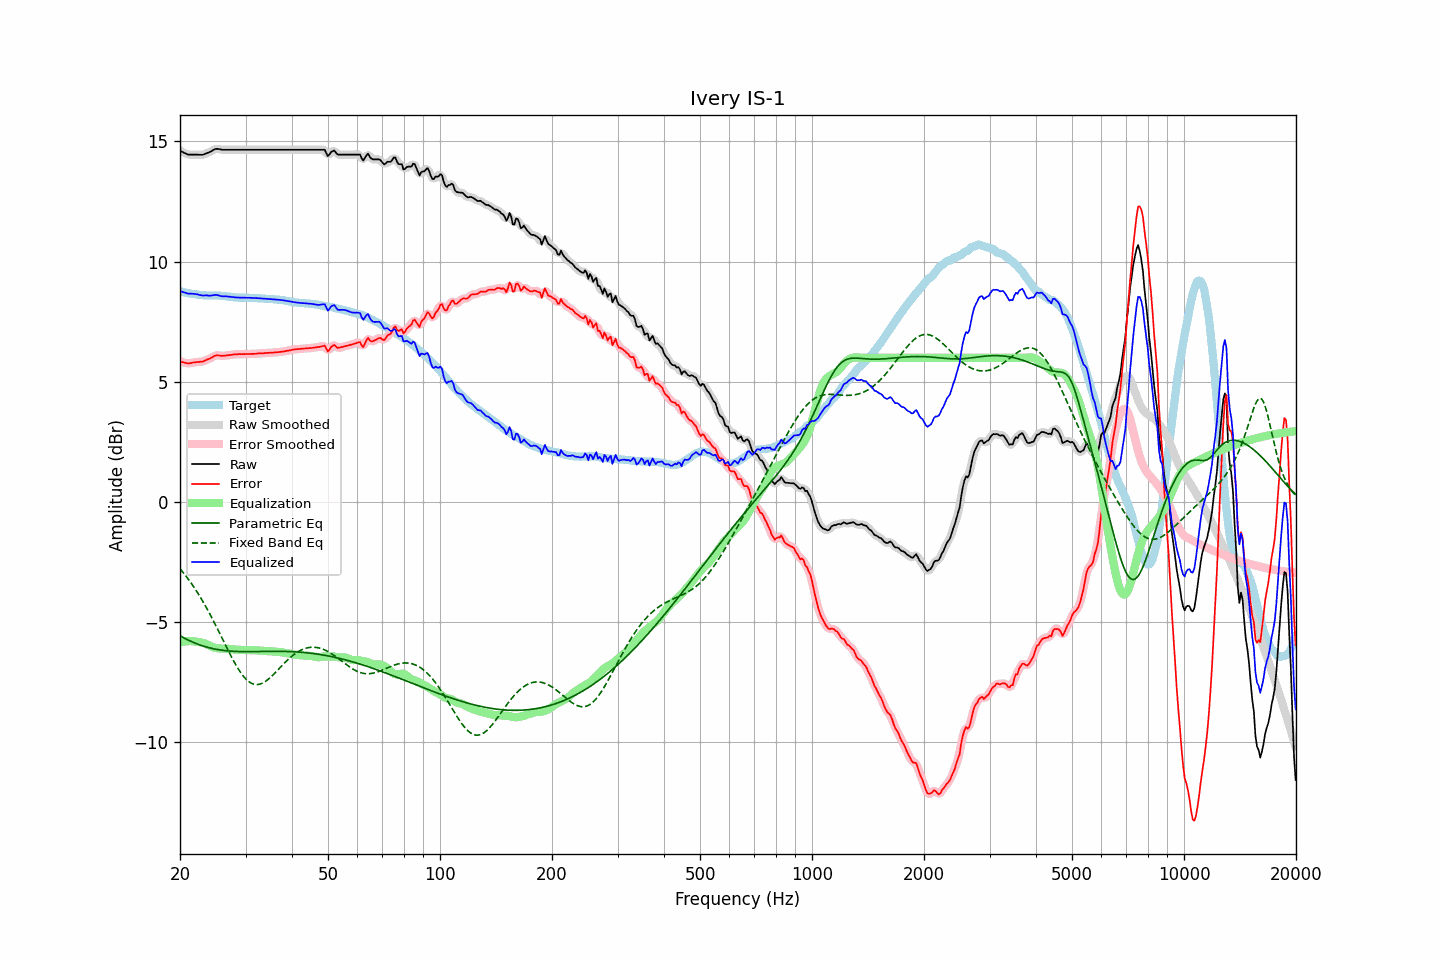 Ivery IS-1
Amplitude (dBr)
15
10
5
0
−5
−10
Target
Raw Smoothed
Error Smoothed
Raw
Error
Equalization
Parametric Eq
Fixed Band Eq
Equalized
20
50
100
200
500
1000
2000
5000
10000
20000
Frequency (Hz)